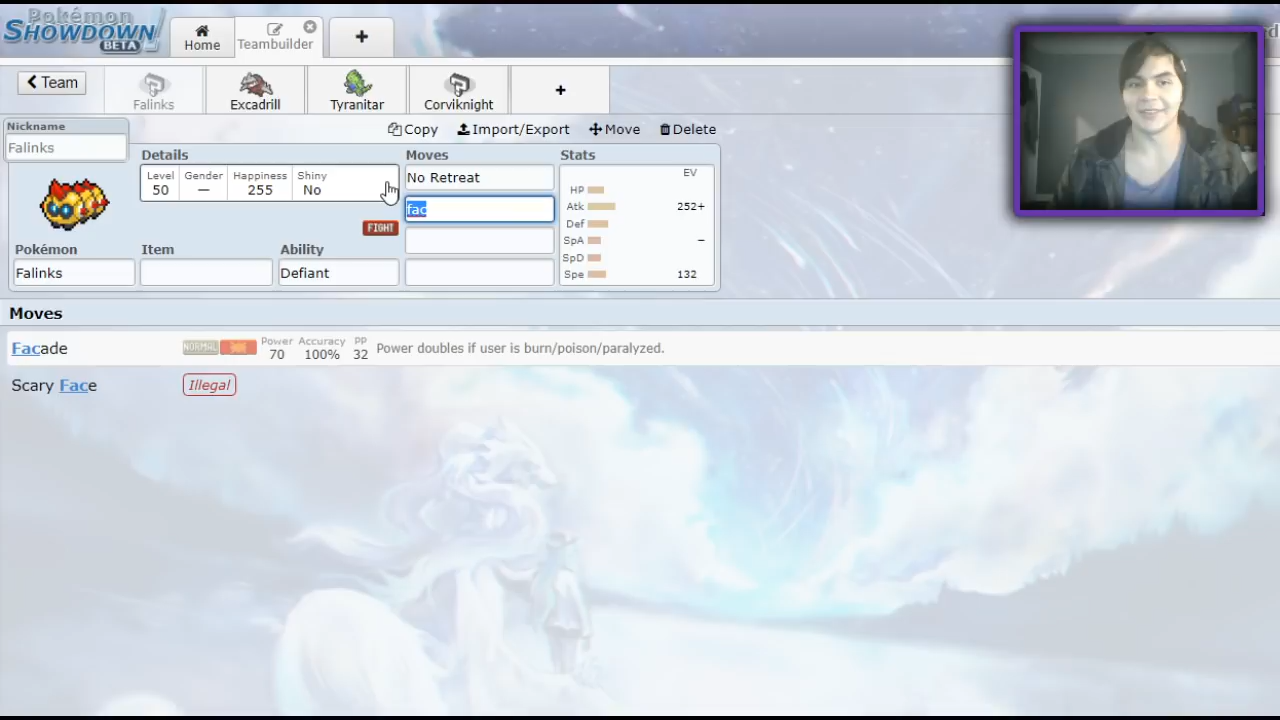 Pokémon
SHOWDOWN!
BETA
Home
Teambuilder
Team
Falinks
Excadrill
Tyranitar
Corviknight
Nickname
Falinks
Copy
Import/Export
Move
Delete
Details
Moves
Stats
Level
Gender
Happiness
Shiny
50
—
255
No
No Retreat
fac
FIGHT
EV
HP
Atk
252+
Def
SpA
–
SpD
Spe
132
Pokémon
Item
Ability
Falinks
Defiant
Moves
Facade
NORMAL
Power
Accuracy
PP
70
100%
32
Power doubles if user is burn/poison/paralyzed.
Scary Face
Illegal